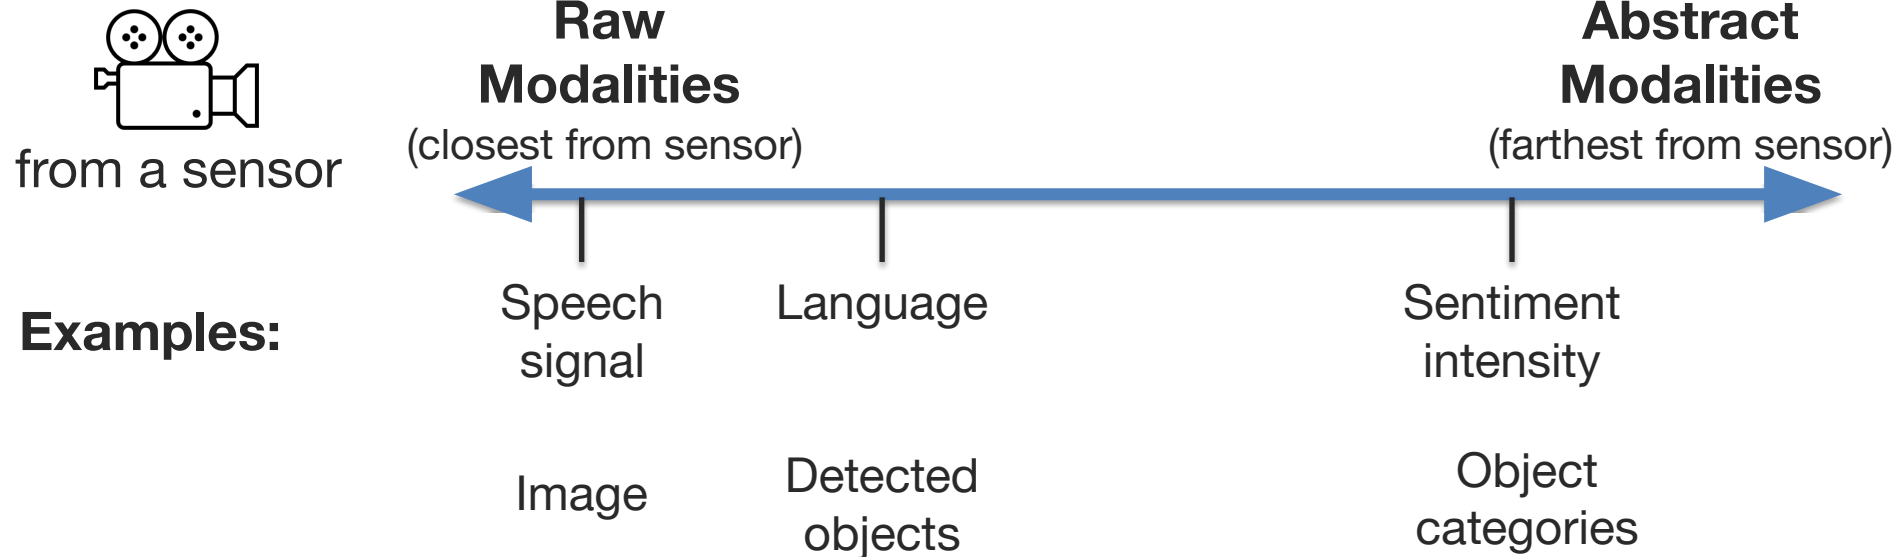 from a sensor
Raw
Modalities
(closest from sensor)
Abstract
Modalities
(farthest from sensor)
Examples:
Speech
signal
Language
Sentiment
intensity
Image
Detected
objects
Object
categories